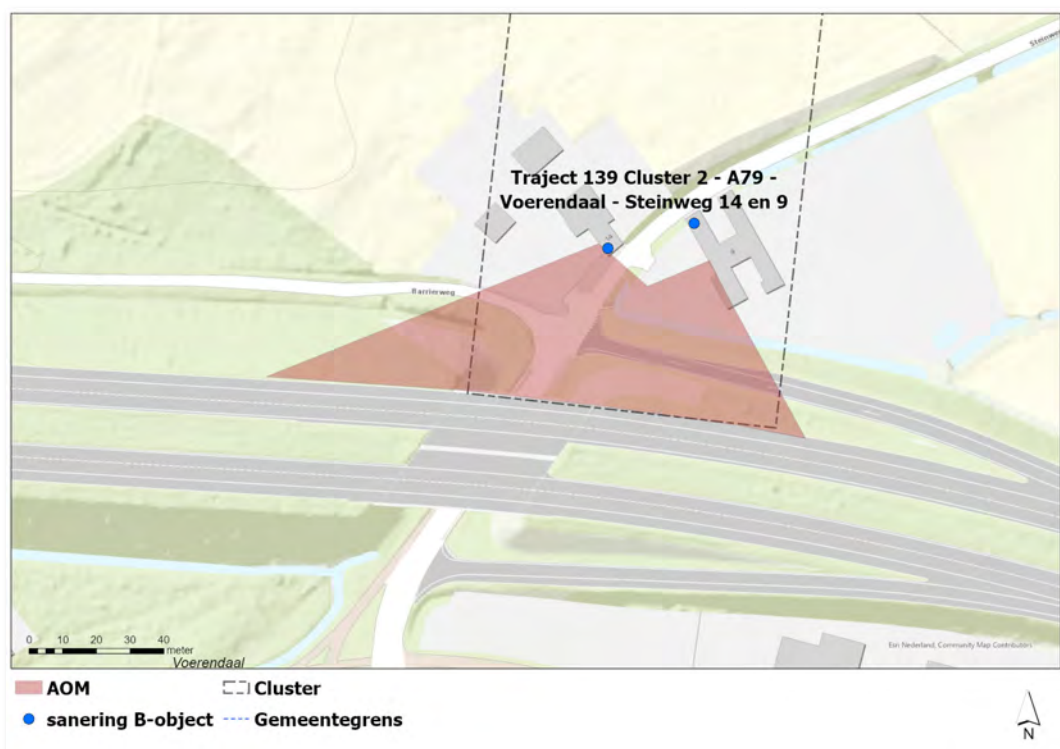 Steinweg
Traject 139 Cluster 2 - A79 -
Voerendaal - Steinweg 14 en 9
Barrierweg
0 10 20 30 40
meter
Voerendaal
Esri Nederland, Community Map Contributors
AOM
Cluster
sanering B-object
Gemeentegrens
N